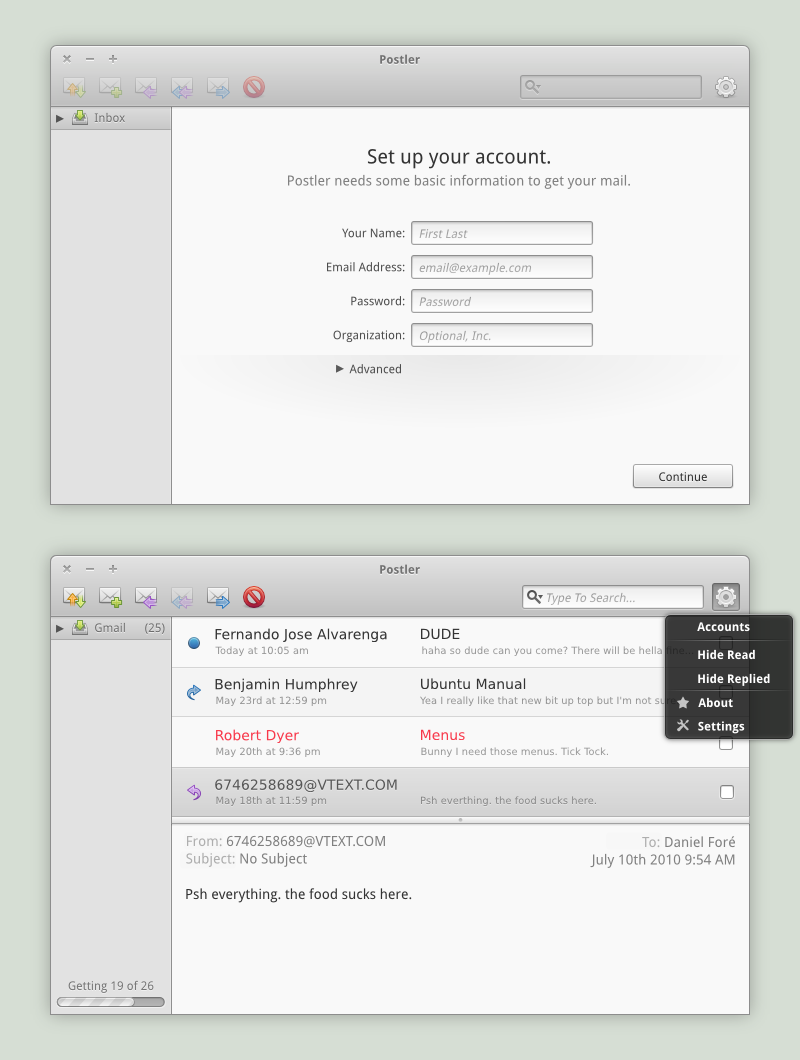 Postler
Inbox
Set up your account.
Postler needs some basic information to get your mail.
Your Name: First Last
Email Address: email@example.com
Password: Password
Organization: Optional, Inc.
Advanced
Continue
Postler
Type To Search...
Gmail (25)
Accounts
Hide Read
Hide Replied
About
Settings
Fernando Jose Alvarenga DUDE
Today at 10:05 am haha so dude can you come? There will be hella fine...
Benjamin Humphrey Ubuntu Manual
May 23rd at 12:59 pm Yea I really like that new bit up top but I'm not sure
Robert Dyer Menus
May 20th at 9:36 pm Bunny I need those menus. Tick Tock.
6746258689@VTEXT.COM
May 18th at 11:59 pm Psh everthing. the food sucks here.
From: 6746258689@VTEXT.COM To: Daniel Foré
Subject: No Subject July 10th 2010 9:54 AM
Psh everything. the food sucks here.
Getting 19 of 26